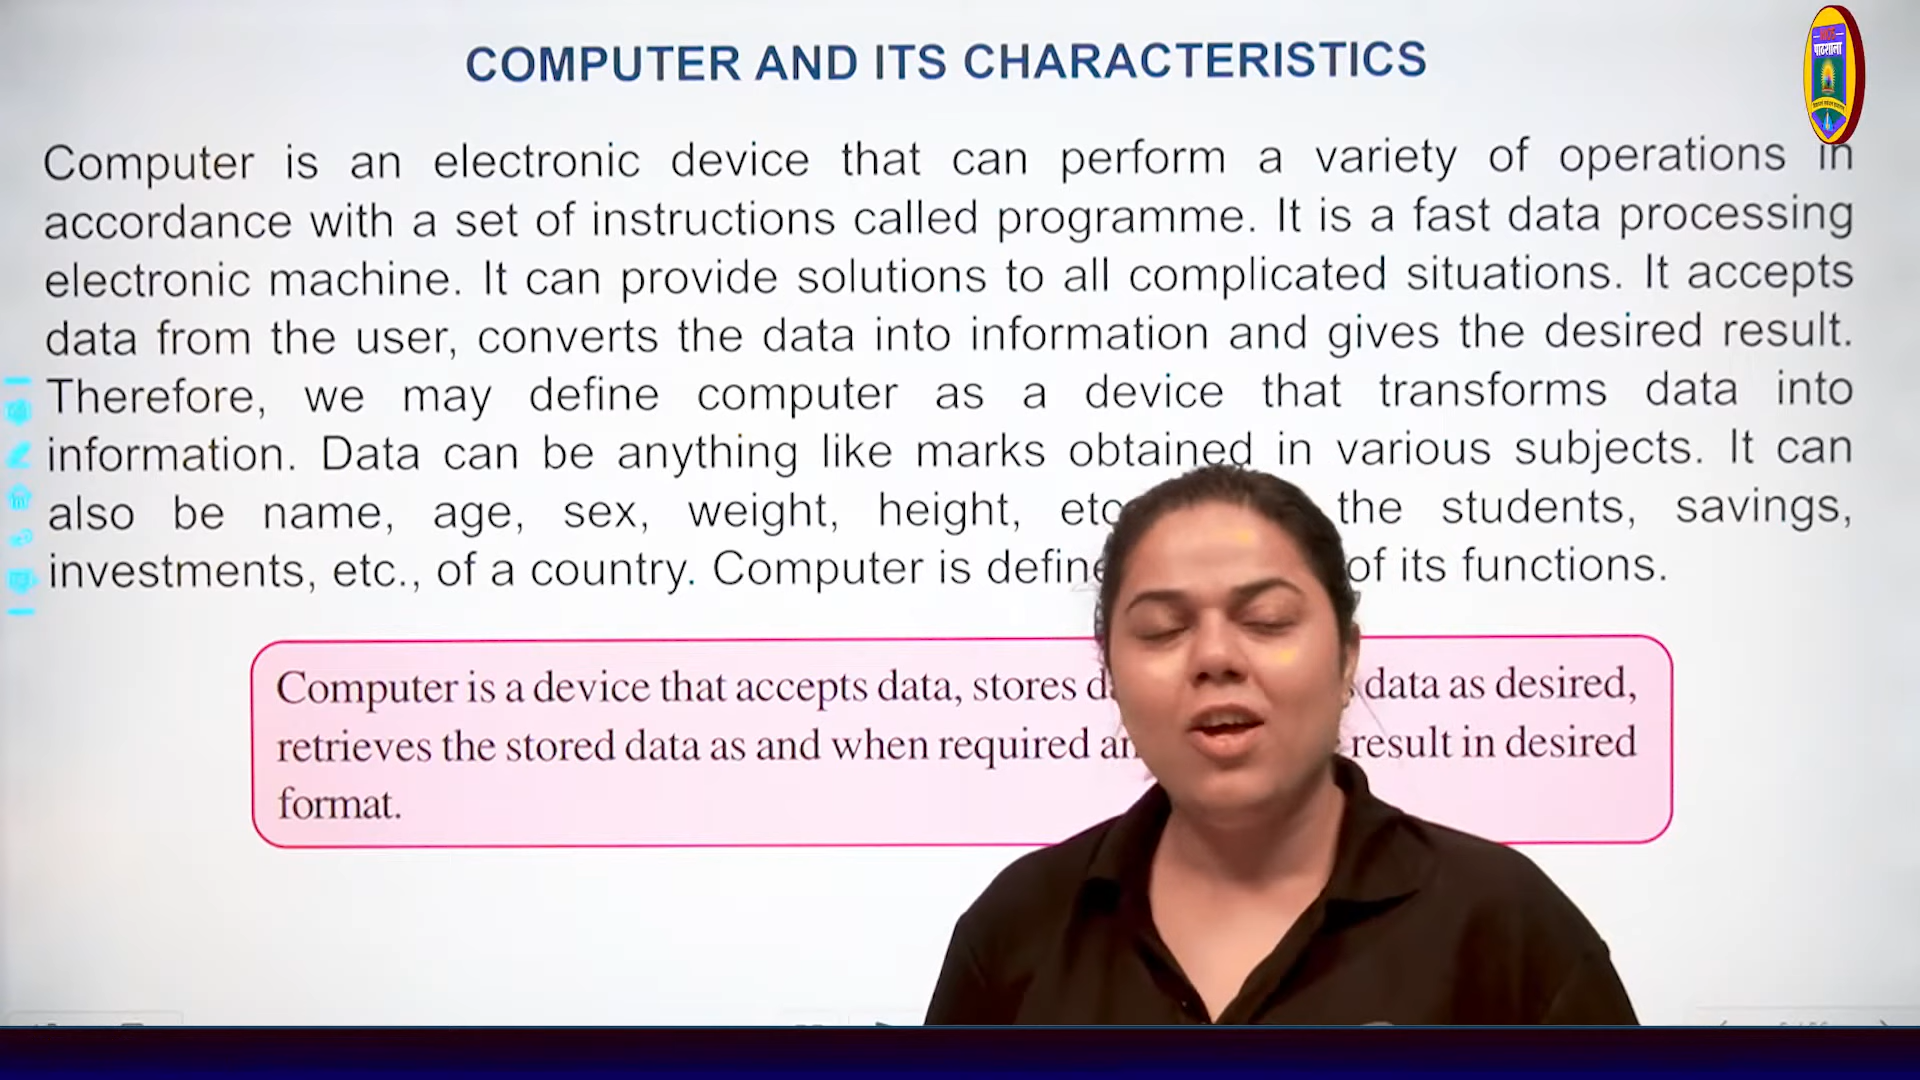 COMPUTER AND ITS CHARACTERISTICS
पाठशाला
Computer is an electronic device that can perform a variety of operations in
accordance with a set of instructions called programme. It is a fast data processing
electronic machine. It can provide solutions to all complicated situations. It accepts
data from the user, converts the data into information and gives the desired result.
Therefore, we may define computer as a device that transforms data into
information. Data can be anything like marks obtained in various subjects. It can
also be name, age, sex, weight, height, the students, savings,
investments, etc., of a country. Computer is of its functions.
Computer is a device that accepts data, stores data as desired,
retrieves the stored data as and when required result in desired
format.